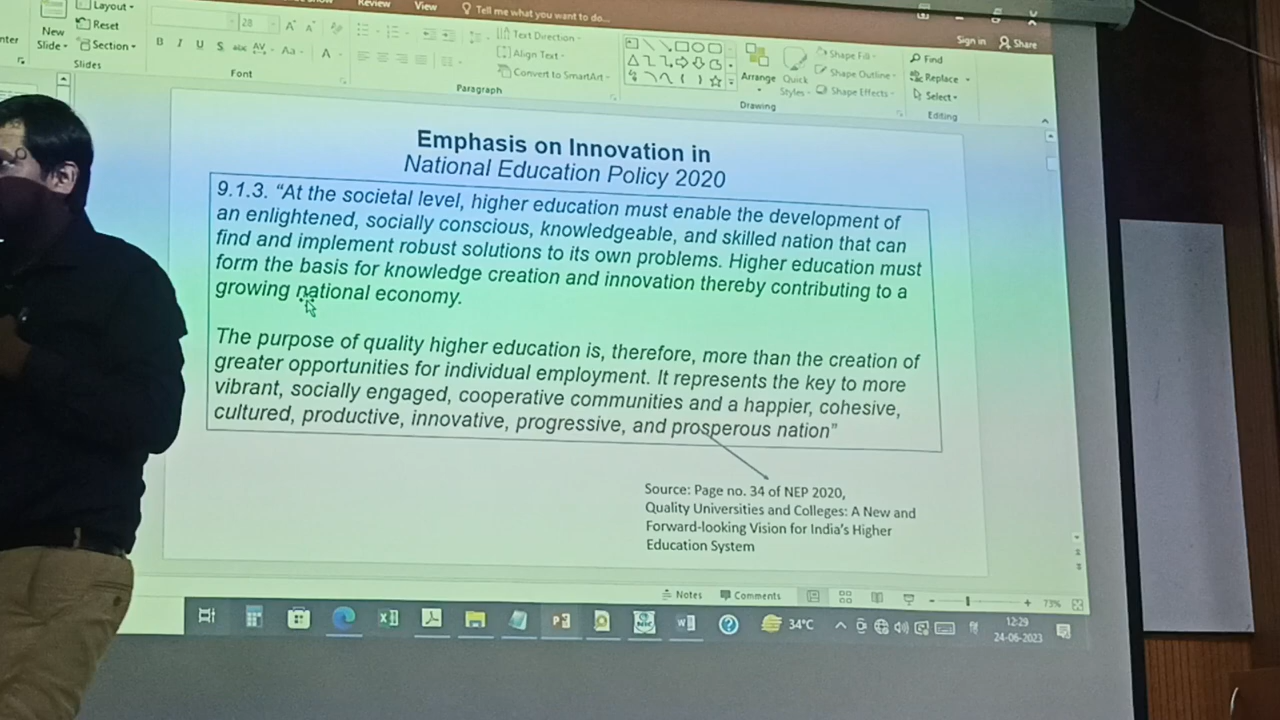 Layout
Review
View
Tell me what you want to do...
Sign in
Share
New
Slide
Reset
Section
Slides
28
A A
B I U S abc AV Aa A
Font
Text Direction
Align Text
Convert to SmartArt
Paragraph
Arrange
Quick
Styles
Shape Fill
Shape Outline
Shape Effects
Drawing
Find
Replace
Select
Editing
Emphasis on Innovation in
National Education Policy 2020
9.1.3. “At the societal level, higher education must enable the development of
an enlightened, socially conscious, knowledgeable, and skilled nation that can
find and implement robust solutions to its own problems. Higher education must
form the basis for knowledge creation and innovation thereby contributing to a
growing national economy.
The purpose of quality higher education is, therefore, more than the creation of
greater opportunities for individual employment. It represents the key to more
vibrant, socially engaged, cooperative communities and a happier, cohesive,
cultured, productive, innovative, progressive, and prosperous nation”
Source: Page no. 34 of NEP 2020,
Quality Universities and Colleges: A New and
Forward-looking Vision for India’s Higher
Education System
Notes
Comments
73%
34°C
12:29
24-06-2023